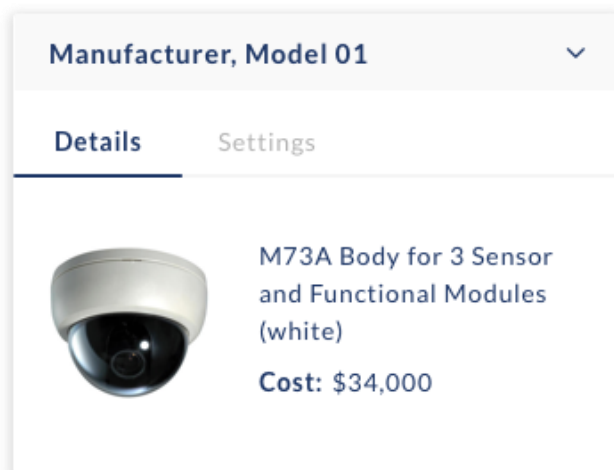 Manufacturer, Model 01
Details
Settings
M73A Body for 3 Sensor
and Functional Modules
(white)
Cost: $34,000